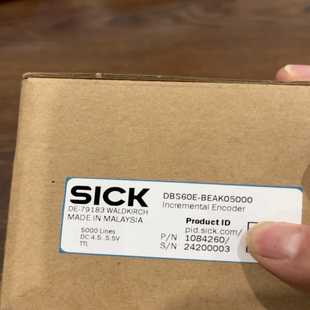 SICK
DE-79183 WALDKIRCH
MADE IN MALAYSIA
5000 Lines
DC 4.5..5.5V
TTL
DBS60E-BEAK05000
Incremental Encoder
Product ID
pid.sick.com/
P/N 1084260/
S/N 24200003